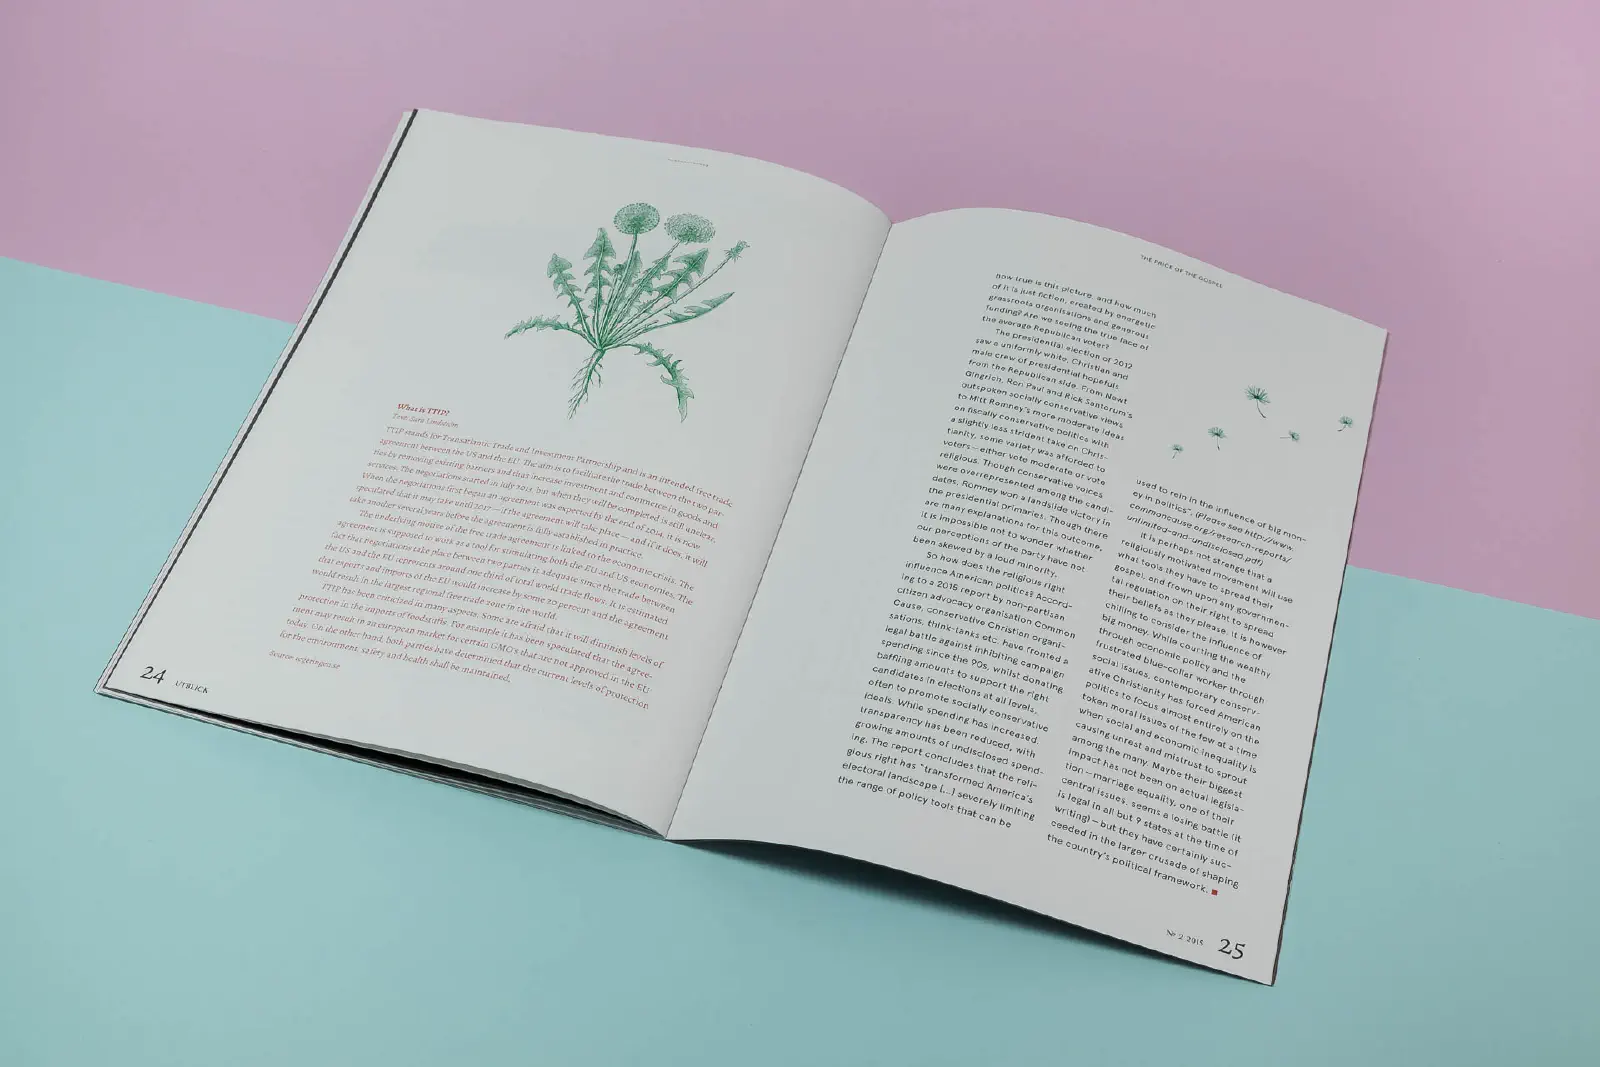 What is TTIP?
Text: Sara Lindström
TTIP stands for Transatlantic Trade and Investment Partnership and is an intended free trade
agreement between the US and the EU. The aim is to facilitate the trade between the two par-
ties by removing existing barriers and thus increase investment and commerce in goods and
services. The negotiations started in July 2013, but when they will be completed is still unclear.
When the negotiations first began an agreement was expected by the end of 2014, it is now
speculated that it may take until 2017 — if the agreement will take place — and if it does, it will
take another several years before the agreement is fully established in practice.
The underlying motive of the free trade agreement is linked to the economic crisis. The
agreement is supposed to work as a tool for stimulating both the EU and US economies. The
fact that negotiations take place between two parties is adequate since the trade between
the US and the EU represents around one third of total world trade flows. It is estimated
that exports and imports of the EU would increase by some 20 percent and the agreement
would result in the largest regional free trade zone in the world.
TTIP has been criticized in many aspects. Some are afraid that it will diminish levels of
protection in the imports of foodstuffs. For example it has been speculated that the agree-
ment may result in an european market for certain GMO's that are not approved in the EU
today. On the other hand, both parties have determined that the current levels of protection
for the environment, safety and health shall be maintained.
Source: regeringen.se
24 UTBLICK
THE PRICE OF THE GOSPEL
how true is this picture, and how much
of it is just fiction, created by energetic
grassroots organisations and generous
funding? Are we seeing the true face of
the average Republican voter?
The presidential election of 2012
saw a uniformly white, Christian and
male crew of presidential hopefuls
from the Republican side. From Newt
Gingrich, Ron Paul and Rick Santorum's
outspoken socially conservative views
to Mitt Romney's more moderate ideas
on fiscally conservative politics with
a slightly less strident take on Chris-
tianity, some variety was afforded to
voters — either vote moderate or vote
religious. Though conservative voices
were overrepresented among the candi-
dates, Romney won a landslide victory in
the presidential primaries. Though there
are many explanations for this outcome,
it is impossible not to wonder whether
our perceptions of the party have not
been skewed by a loud minority.
So how does the religious right
influence American politics? Accord-
ing to a 2015 report by non-partisan
citizen advocacy organisation Common
Cause, conservative Christian organi-
sations, think-tanks etc. have fronted a
legal battle against inhibiting campaign
spending since the 90s, whilst donating
baffling amounts to support the right
candidates in elections at all levels,
often to promote socially conservative
ideals. While spending has increased,
transparency has been reduced, with
growing amounts of undisclosed spend-
ing. The report concludes that the reli-
gious right has "transformed America's
electoral landscape [...] severely limiting
the range of policy tools that can be
used to rein in the influence of big mon-
ey in politics". (Please see http://www.
commoncause.org/research-reports/
unlimited-and-undisclosed.pdf)
It is perhaps not strange that a
religiously motivated movement will use
what tools they have to spread their
gospel, and frown upon any governmen-
tal regulation on their right to spread
their beliefs as they please. It is however
chilling to consider the influence of
big money. While courting the wealthy
through economic policy and the
frustrated blue-collar worker through
social issues, contemporary conserv-
ative Christianity has forced American
politics to focus almost entirely on the
token moral issues of the few at a time
when social and economic inequality is
causing unrest and mistrust to sprout
among the many. Maybe their biggest
impact has not been on actual legisla-
tion — marriage equality, one of their
central issues, seems a losing battle (it
is legal in all but 9 states at the time of
writing) — but they have certainly suc-
ceeded in the larger crusade of shaping
the country's political framework.
Nº 2 2015 25